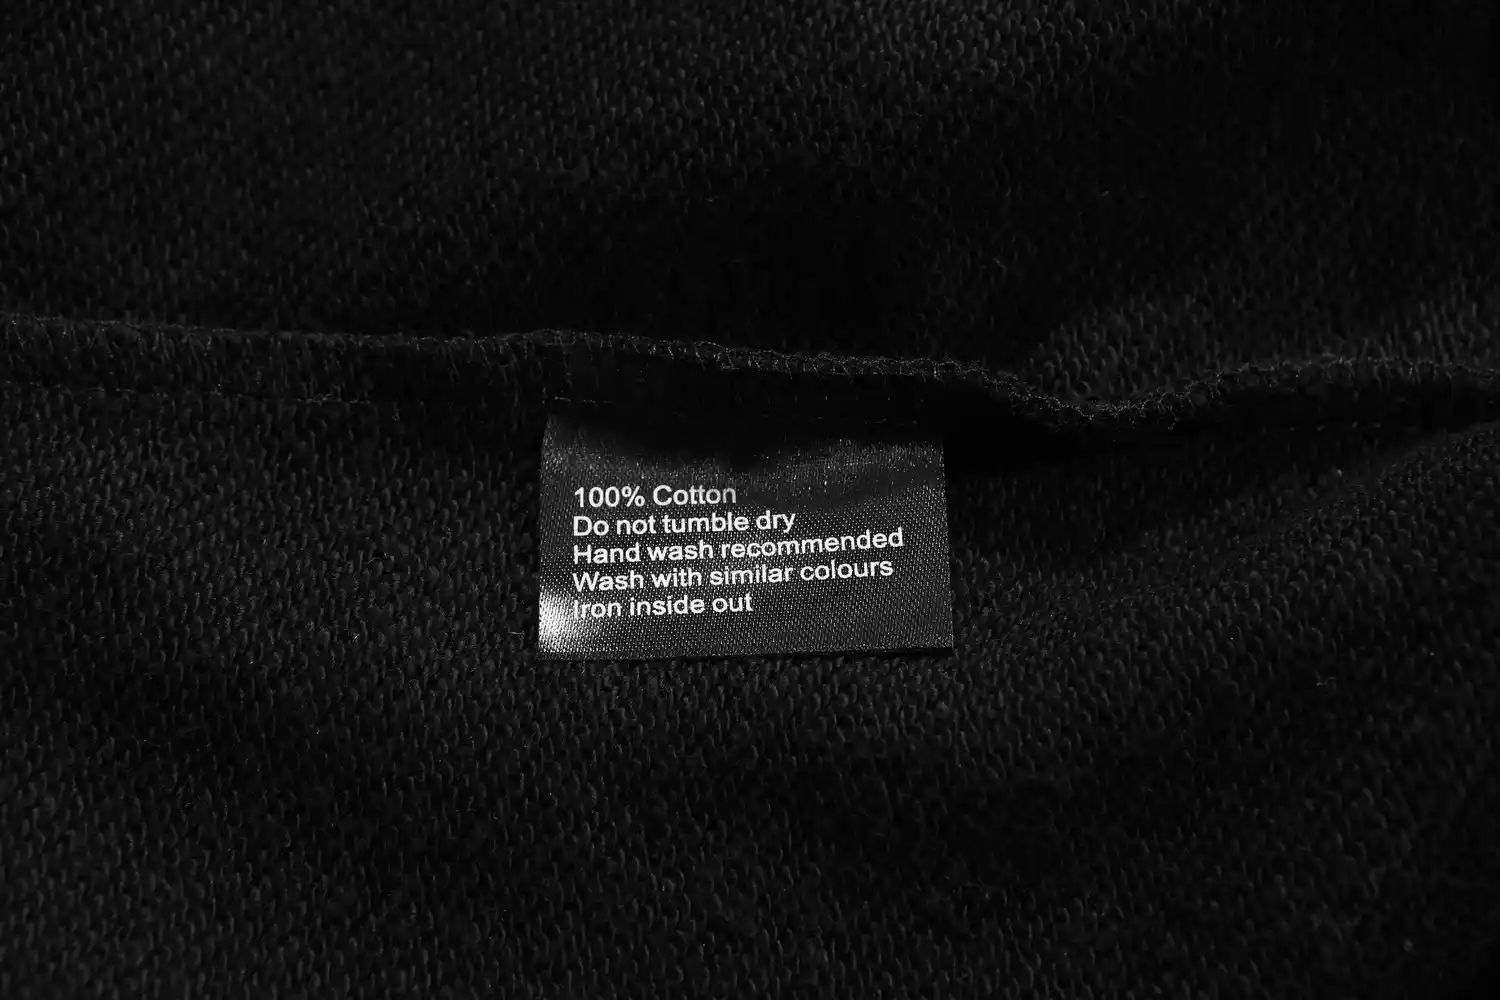 100% Cotton
Do not tumble dry
Hand wash recommended
Wash with similar colours
Iron inside out